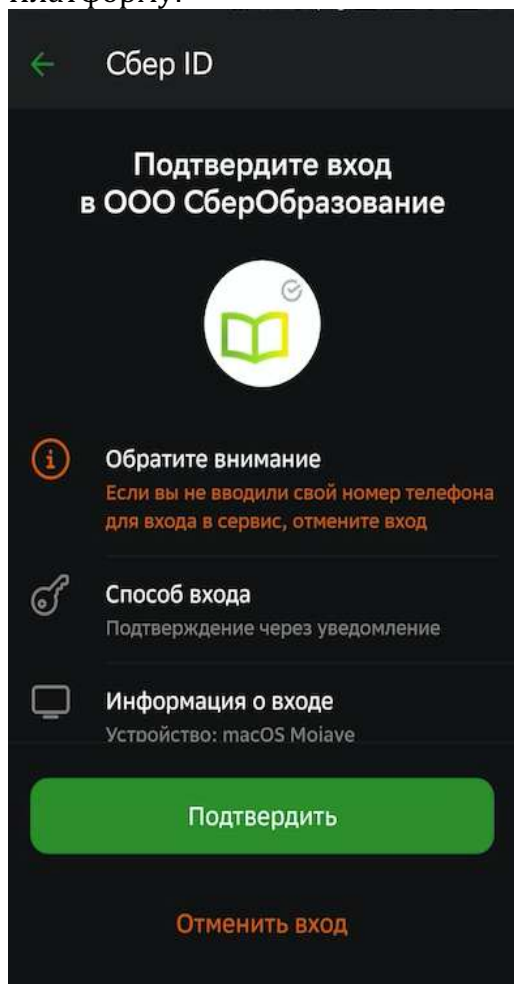 платформу.
Сбер ID
Подтвердите вход
в ООО СберОбразование
Обратите внимание
Если вы не вводили свой номер телефона
для входа в сервис, отмените вход
Способ входа
Подтверждение через уведомление
Информация о входе
Устройство: macOS Mojave
Подтвердить
Отменить вход